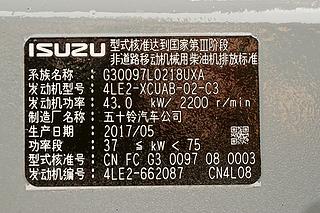 ISUZU 型式核准达到国家第Ⅲ阶段
非道路移动机械用柴油机排放标准
系族名称: G30097L0218UXA
发动机型号: 4LE2-XCUAB-02-C3
发动机功率: 43.0 kW/ 2200 r/min
制造厂名称: 五十铃汽车公司
生产日期: 2017/05
功率段: 37 ≤ kW < 75
型式核准号: CN FC G3 0097 08 0003
发动机编号: 4LE2-662087 CN4L08